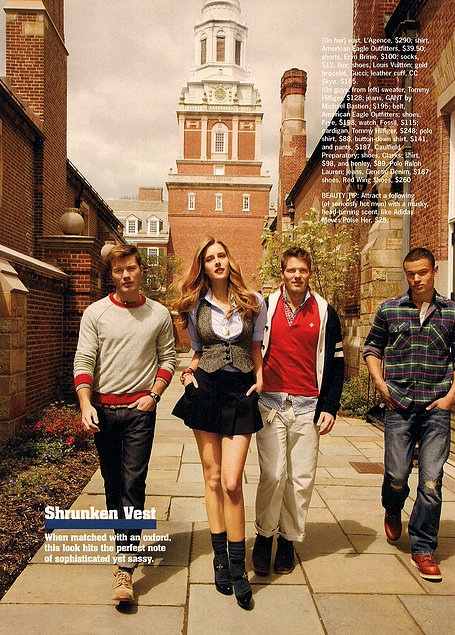 (On her) vest, L'Agence, $290; shirt,
American Eagle Outfitters, $39.50;
shorts, Erin Brinie, $100; socks,
$12, Ilux; shoes, Louis Vuitton; gold
bracelet, Gucci; leather cuff, CC
Skye, $155.
(On guys, from left) sweater, Tommy
Hilfiger, $128; jeans, GANT by
Michael Bastien, $195; belt,
American Eagle Outfitters; shoes,
Frye, $198; watch, Fossil, $115;
cardigan, Tommy Hilfiger, $248; polo
shirt, $88, button-down shirt, $141,
and pants, $187, Caulfield
Preparatory; shoes, Clarks; shirt,
$98, and henley, $89, Polo Ralph
Lauren; jeans, Genetic Denim, $187;
shoes, Red Wing Shoes, $260
BEAUTY TIP: Attract a following
(of seriously hot men) with a musky,
head-turning scent, like Adidas
Moves Pulse Her, $25.
Shrunken Vest
When matched with an oxford,
this look hits the perfect note
of sophisticated yet sassy.